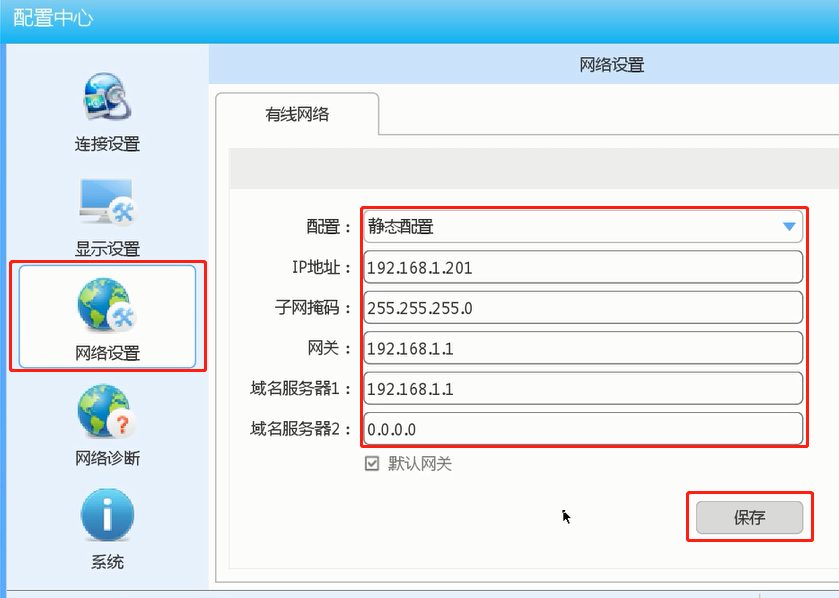 配置中心
连接设置
显示设置
网络设置
网络诊断
系统
网络设置
有线网络
配置： 静态配置
IP地址： 192.168.1.201
子网掩码： 255.255.255.0
网关： 192.168.1.1
域名服务器1： 192.168.1.1
域名服务器2： 0.0.0.0
默认网关
保存